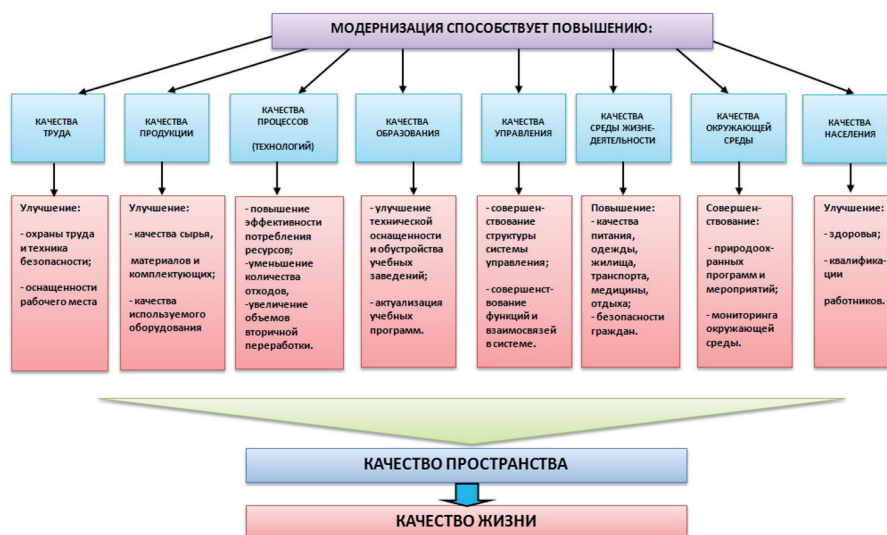 МОДЕРНИЗАЦИЯ СПОСОБСТВУЕТ ПОВЫШЕНИЮ:
КАЧЕСТВА
ТРУДА
КАЧЕСТВА
ПРОДУКЦИИ
КАЧЕСТВА
ПРОЦЕССОВ
(ТЕХНОЛОГИЙ)
КАЧЕСТВА
ОБРАЗОВАНИЯ
КАЧЕСТВА
УПРАВЛЕНИЯ
КАЧЕСТВА
СРЕДЫ ЖИЗНЕ-
ДЕЯТЕЛЬНОСТИ
КАЧЕСТВА
ОКРУЖАЮЩЕЙ
СРЕДЫ
КАЧЕСТВА
НАСЕЛЕНИЯ
Улучшение:
- охраны труда
и техника
безопасности;
- оснащенности
рабочего места
Улучшение:
- качества сырья,
материалов и
комплектующих;
- качества
используемого
оборудования
- повышение
эффективности
потребления
ресурсов;
-уменьшение
количества
отходов,
-увеличение
объемов
вторичной
переработки.
- улучшение
технической
оснащенности
и обустройства
учебных
заведений;
- актуализация
учебных
программ.
-совершен-
ствование
структуры
системы
управления;
- совершенст-
вование
функций и
взаимосвязей
в системе.
Повышение:
- качества
питания,
одежды,
жилища,
транспорта,
медицины,
отдыха;
- безопасности
граждан.
Совершен-
ствование:
- природоох-
ранных
программ и
мероприятий;
- мониторинга
окружающей
среды.
Улучшение:
- здоровья;
- квалифика-
ции
работников.
КАЧЕСТВО ПРОСТРАНСТВА
КАЧЕСТВО ЖИЗНИ